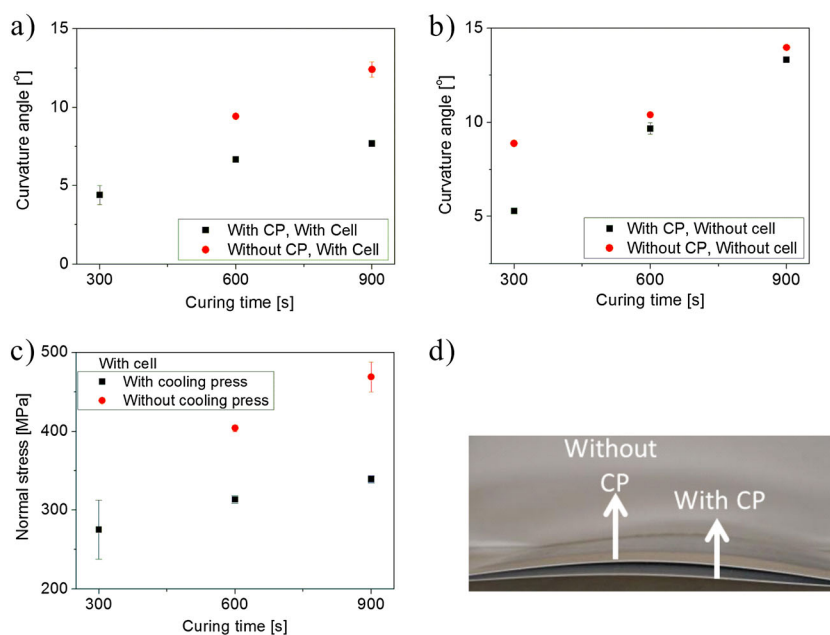 a)
15
10
5
0
Curvature angle [°]
With CP, With Cell
Without CP, With Cell
300
600
900
Curing time [s]
b)
15
10
5
Curvature angle [°]
With CP, Without cell
Without CP, Without cell
300
600
900
Curing time [s]
c)
500
400
300
200
Normal stress [MPa]
With cell
With cooling press
Without cooling press
300
600
900
Curing time [s]
d)
Without
CP
With CP